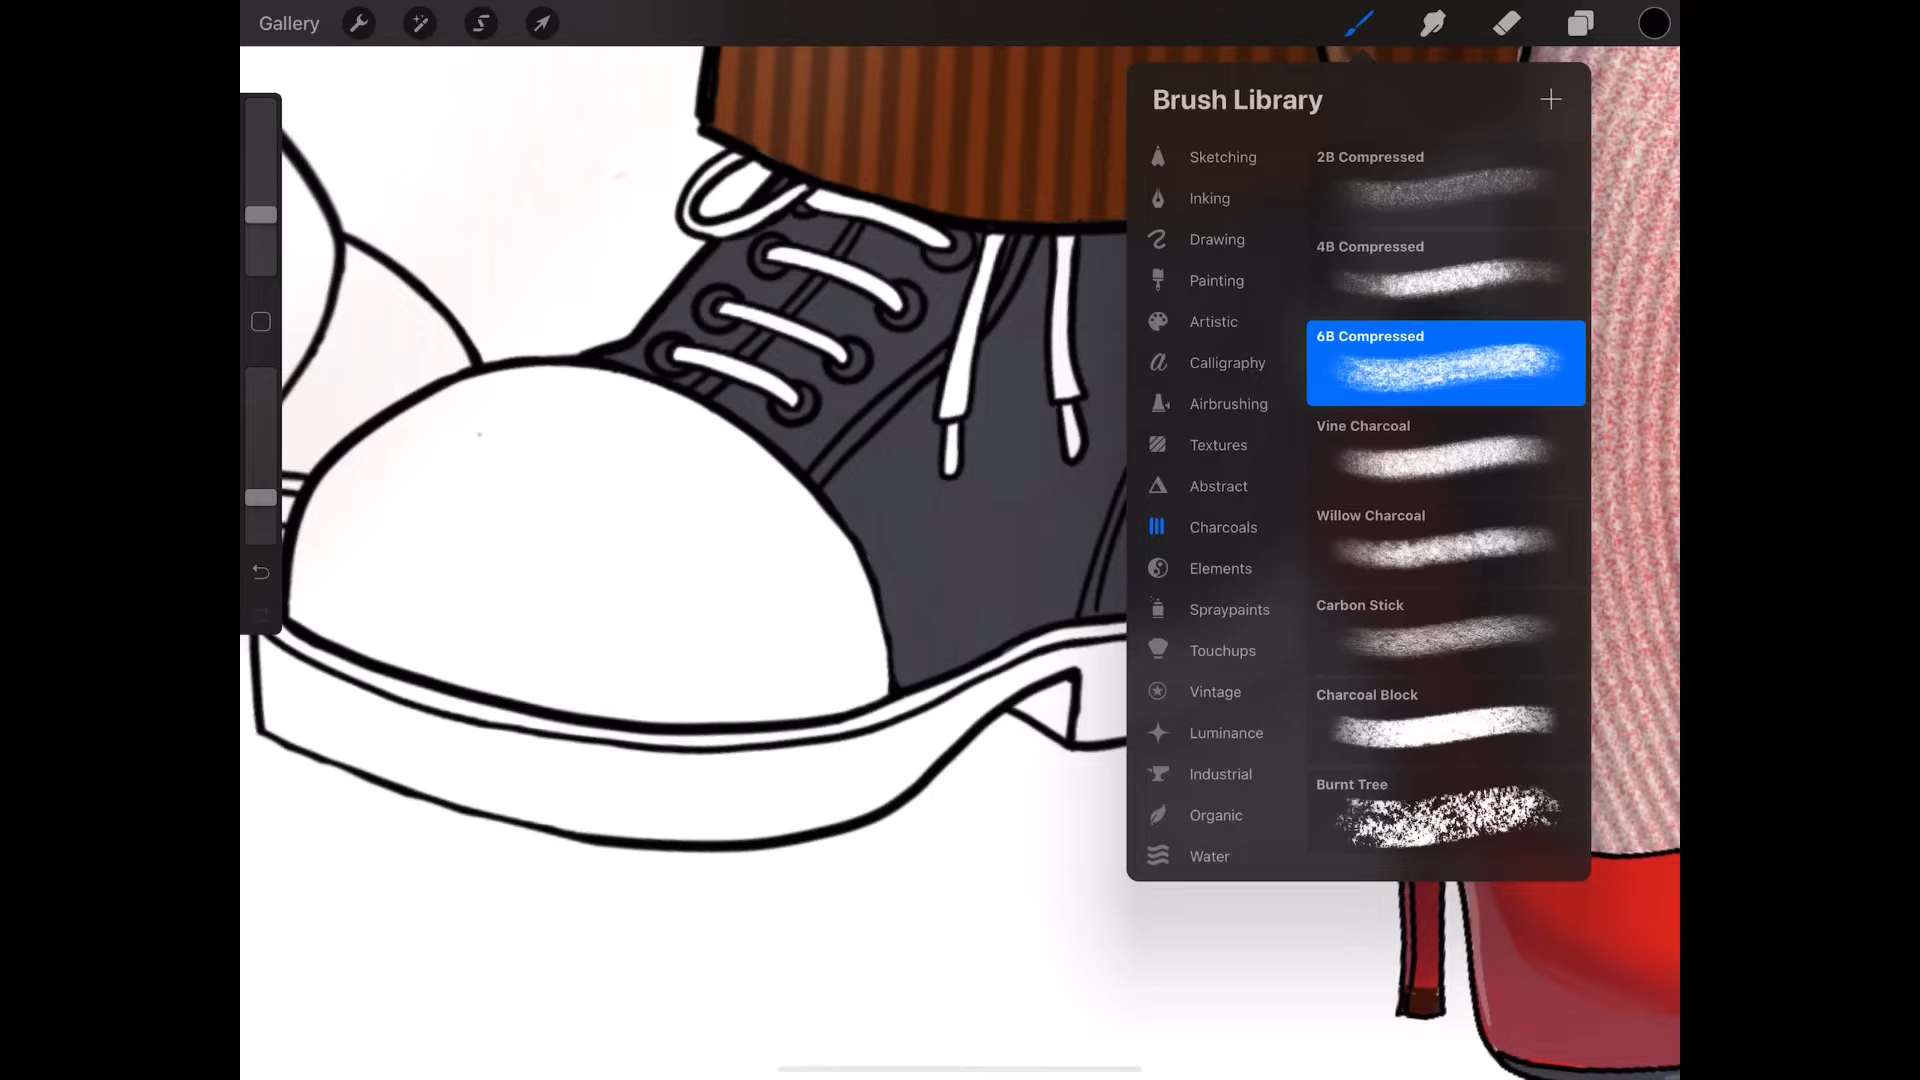 Gallery
Brush Library
Sketching
Inking
Drawing
Painting
Artistic
Calligraphy
Airbrushing
Textures
Abstract
Charcoals
Elements
Spraypaints
Touchups
Vintage
Luminance
Industrial
Organic
Water
2B Compressed
4B Compressed
6B Compressed
Vine Charcoal
Willow Charcoal
Carbon Stick
Charcoal Block
Burnt Tree